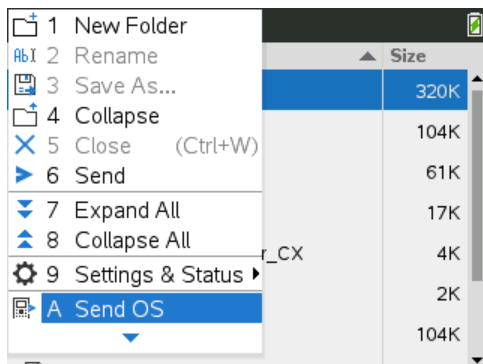 1 New Folder
AbI 2 Rename
3 Save As...
4 Collapse
5 Close (Ctrl+W)
6 Send
7 Expand All
8 Collapse All
9 Settings & Status
A Send OS
Size
320K
104K
61K
17K
r_CX 4K
2K
104K